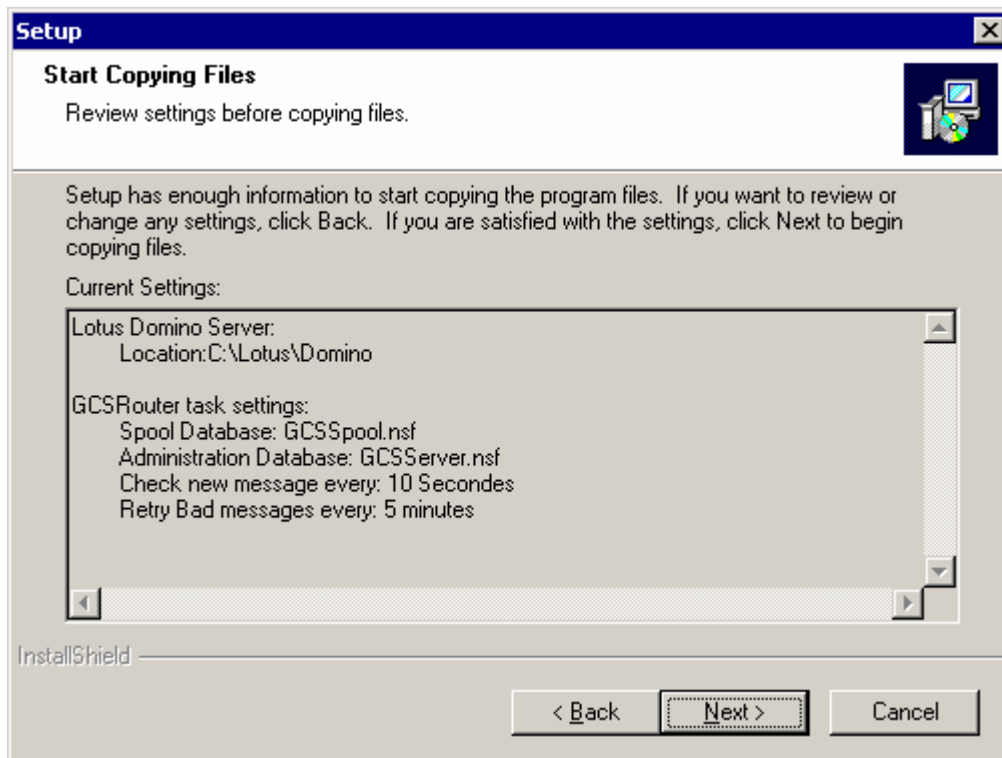 Setup
Start Copying Files
Review settings before copying files.
Setup has enough information to start copying the program files.  If you want to review or
change any settings, click Back.  If you are satisfied with the settings, click Next to begin
copying files.
Current Settings:
Lotus Domino Server:
Location:C:\Lotus\Domino
GCSRouter task settings:
Spool Database: GCSSpool.nsf
Administration Database: GCSServer.nsf
Check new message every: 10 Secondes
Retry Bad messages every: 5 minutes
InstallShield
< Back
Next >
Cancel